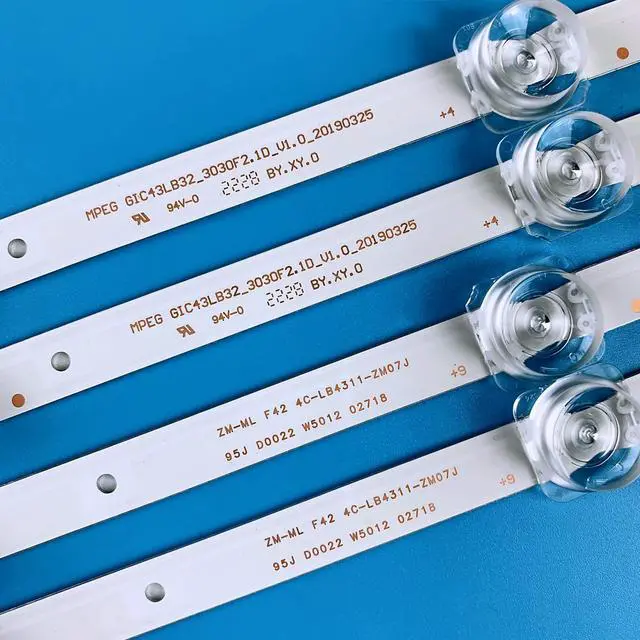 MPEG GIC43LB32_3030F2.1D_V1.0_20190325 +4
94V-0 2228 BY.XY.0
MPEG GIC43LB32_3030F2.1D_V1.0_20190325 +4
94V-0 2228 BY.XY.0
ZM-ML F42 4C-LB4311-ZM07J +9
95J D0022 W5012 02718
ZM-ML F42 4C-LB4311-ZM07J +9
95J D0022 W5012 02718